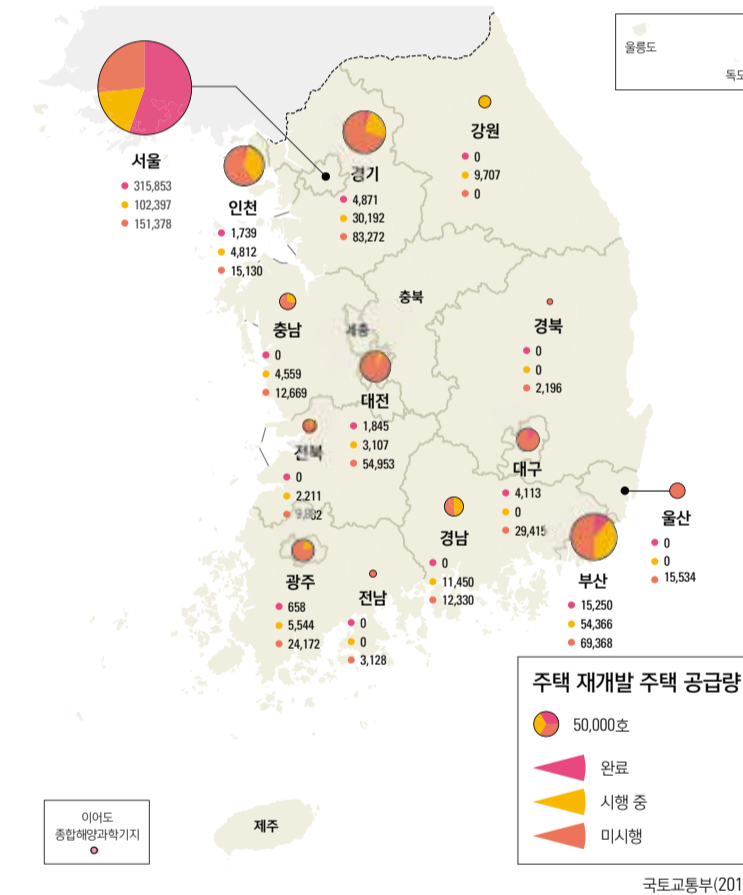 울릉도
독도
서울
315,853
102,397
151,378
인천
1,739
4,812
15,130
경기
4,871
30,192
83,272
강원
0
9,707
0
충남
0
4,559
12,669
충북
세종
대전
1,845
3,107
54,953
경북
0
0
2,196
전북
0
2,211
대구
4,113
0
29,415
울산
0
0
15,534
경남
0
11,450
12,330
부산
15,250
54,366
69,368
광주
658
5,544
24,172
전남
0
0
3,128
주택 재개발 주택 공급량
50,000호
완료
시행 중
미시행
이어도
종합해양과학기지
제주
국토교통부(201